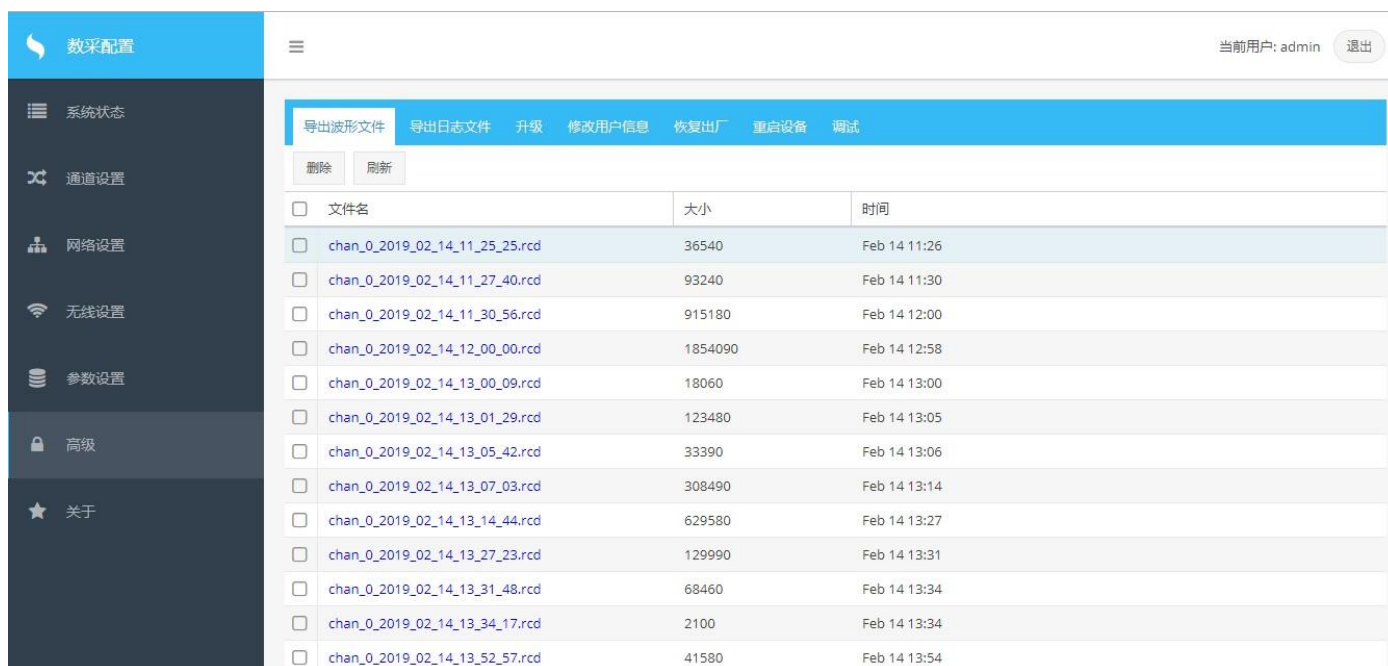 数采配置
当前用户: admin 退出
系统状态
通道设置
网络设置
无线设置
参数设置
高级
关于
导出波形文件 导出日志文件 升级 修改用户信息 恢复出厂 重启设备 调试
删除 刷新
文件名 大小 时间
chan_0_2019_02_14_11_25_25.rcd 36540 Feb 14 11:26
chan_0_2019_02_14_11_27_40.rcd 93240 Feb 14 11:30
chan_0_2019_02_14_11_30_56.rcd 915180 Feb 14 12:00
chan_0_2019_02_14_12_00_00.rcd 1854090 Feb 14 12:58
chan_0_2019_02_14_13_00_09.rcd 18060 Feb 14 13:00
chan_0_2019_02_14_13_01_29.rcd 123480 Feb 14 13:05
chan_0_2019_02_14_13_05_42.rcd 33390 Feb 14 13:06
chan_0_2019_02_14_13_07_03.rcd 308490 Feb 14 13:14
chan_0_2019_02_14_13_14_44.rcd 629580 Feb 14 13:27
chan_0_2019_02_14_13_27_23.rcd 129990 Feb 14 13:31
chan_0_2019_02_14_13_31_48.rcd 68460 Feb 14 13:34
chan_0_2019_02_14_13_34_17.rcd 2100 Feb 14 13:34
chan_0_2019_02_14_13_52_57.rcd 41580 Feb 14 13:54